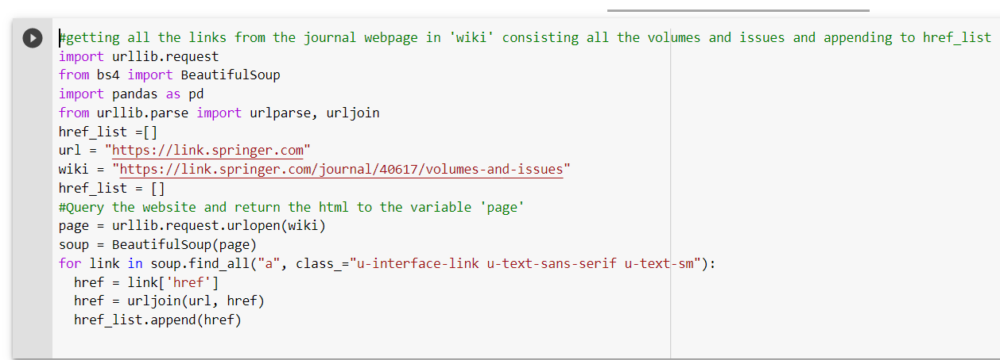 #getting all the links from the journal webpage in 'wiki' consisting all the volumes and issues and appending to href_list
import urllib.request
from bs4 import BeautifulSoup
import pandas as pd
from urllib.parse import urlparse, urljoin
href_list =[]
url = "https://link.springer.com"
wiki = "https://link.springer.com/journal/40617/volumes-and-issues"
href_list = []
#Query the website and return the html to the variable 'page'
page = urllib.request.urlopen(wiki)
soup = BeautifulSoup(page)
for link in soup.find_all("a", class_="u-interface-link u-text-sans-serif u-text-sm"):
  href = link['href']
  href = urljoin(url, href)
  href_list.append(href)